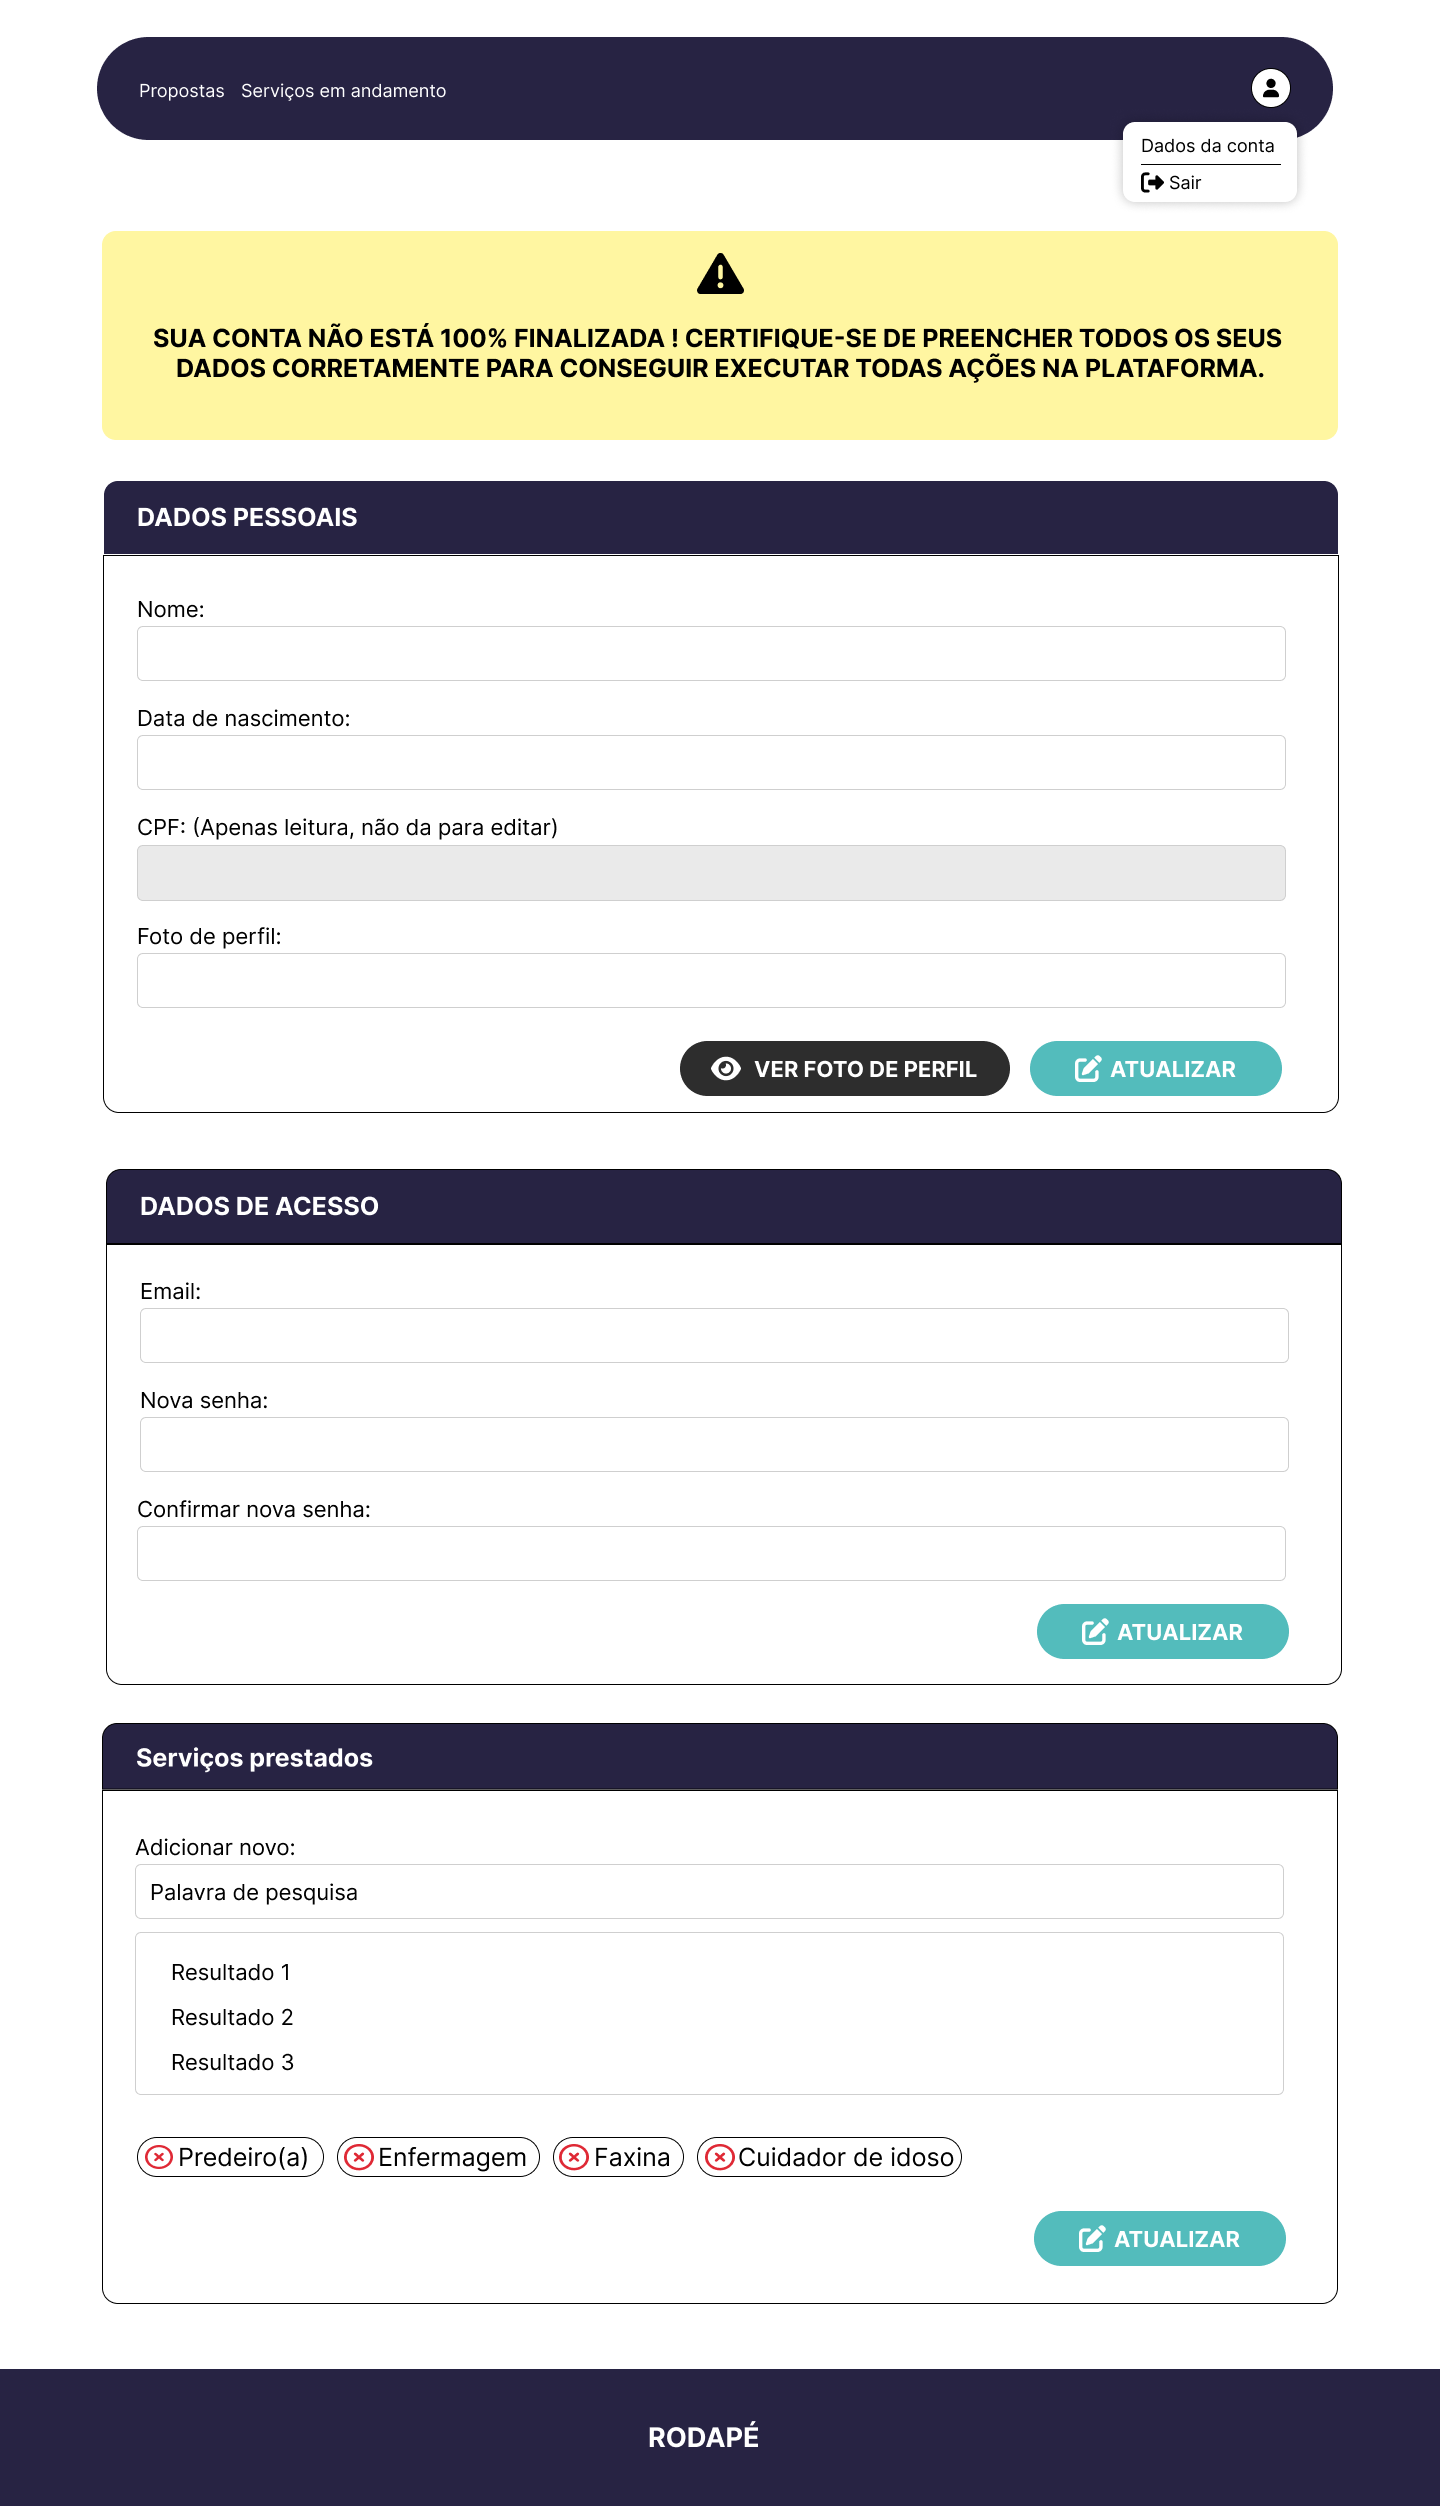 Propostas Serviços em andamento
Dados da conta
Sair
SUA CONTA NÃO ESTÁ 100% FINALIZADA ! CERTIFIQUE-SE DE PREENCHER TODOS OS SEUS
DADOS CORRETAMENTE PARA CONSEGUIR EXECUTAR TODAS AÇÕES NA PLATAFORMA.
DADOS PESSOAIS
Nome:
Data de nascimento:
CPF: (Apenas leitura, não da para editar)
Foto de perfil:
VER FOTO DE PERFIL ATUALIZAR
DADOS DE ACESSO
Email:
Nova senha:
Confirmar nova senha:
ATUALIZAR
Serviços prestados
Adicionar novo:
Palavra de pesquisa
Resultado 1
Resultado 2
Resultado 3
Predeiro(a) Enfermagem Faxina Cuidador de idoso
ATUALIZAR
RODAPÉ